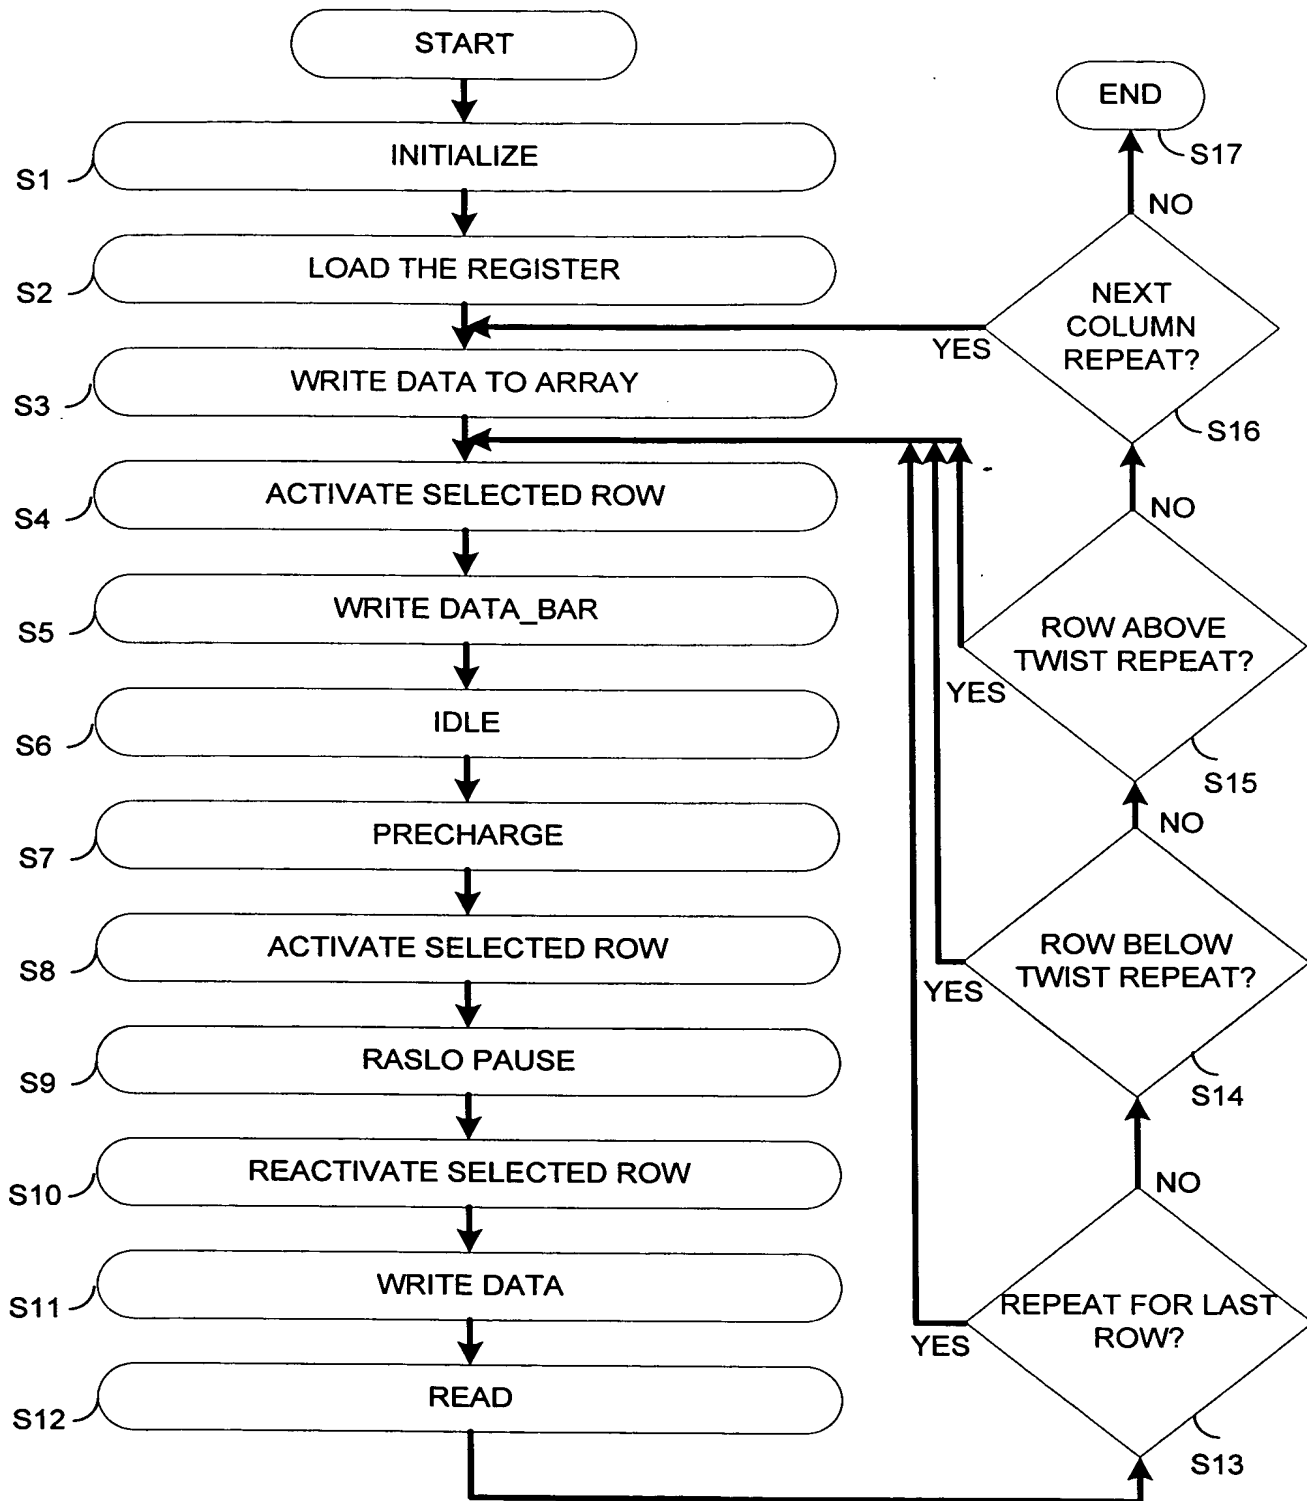 START
INITIALIZE
S1
LOAD THE REGISTER
S2
WRITE DATA TO ARRAY
S3
ACTIVATE SELECTED ROW
S4
WRITE DATA_BAR
S5
IDLE
S6
PRECHARGE
S7
ACTIVATE SELECTED ROW
S8
RASLO PAUSE
S9
REACTIVATE SELECTED ROW
S10
WRITE DATA
S11
READ
S12
REPEAT FOR LAST
ROW?
S13
YES
NO
ROW BELOW
TWIST REPEAT?
S14
YES
NO
ROW ABOVE
TWIST REPEAT?
S15
YES
NO
NEXT
COLUMN
REPEAT?
S16
YES
NO
END
S17